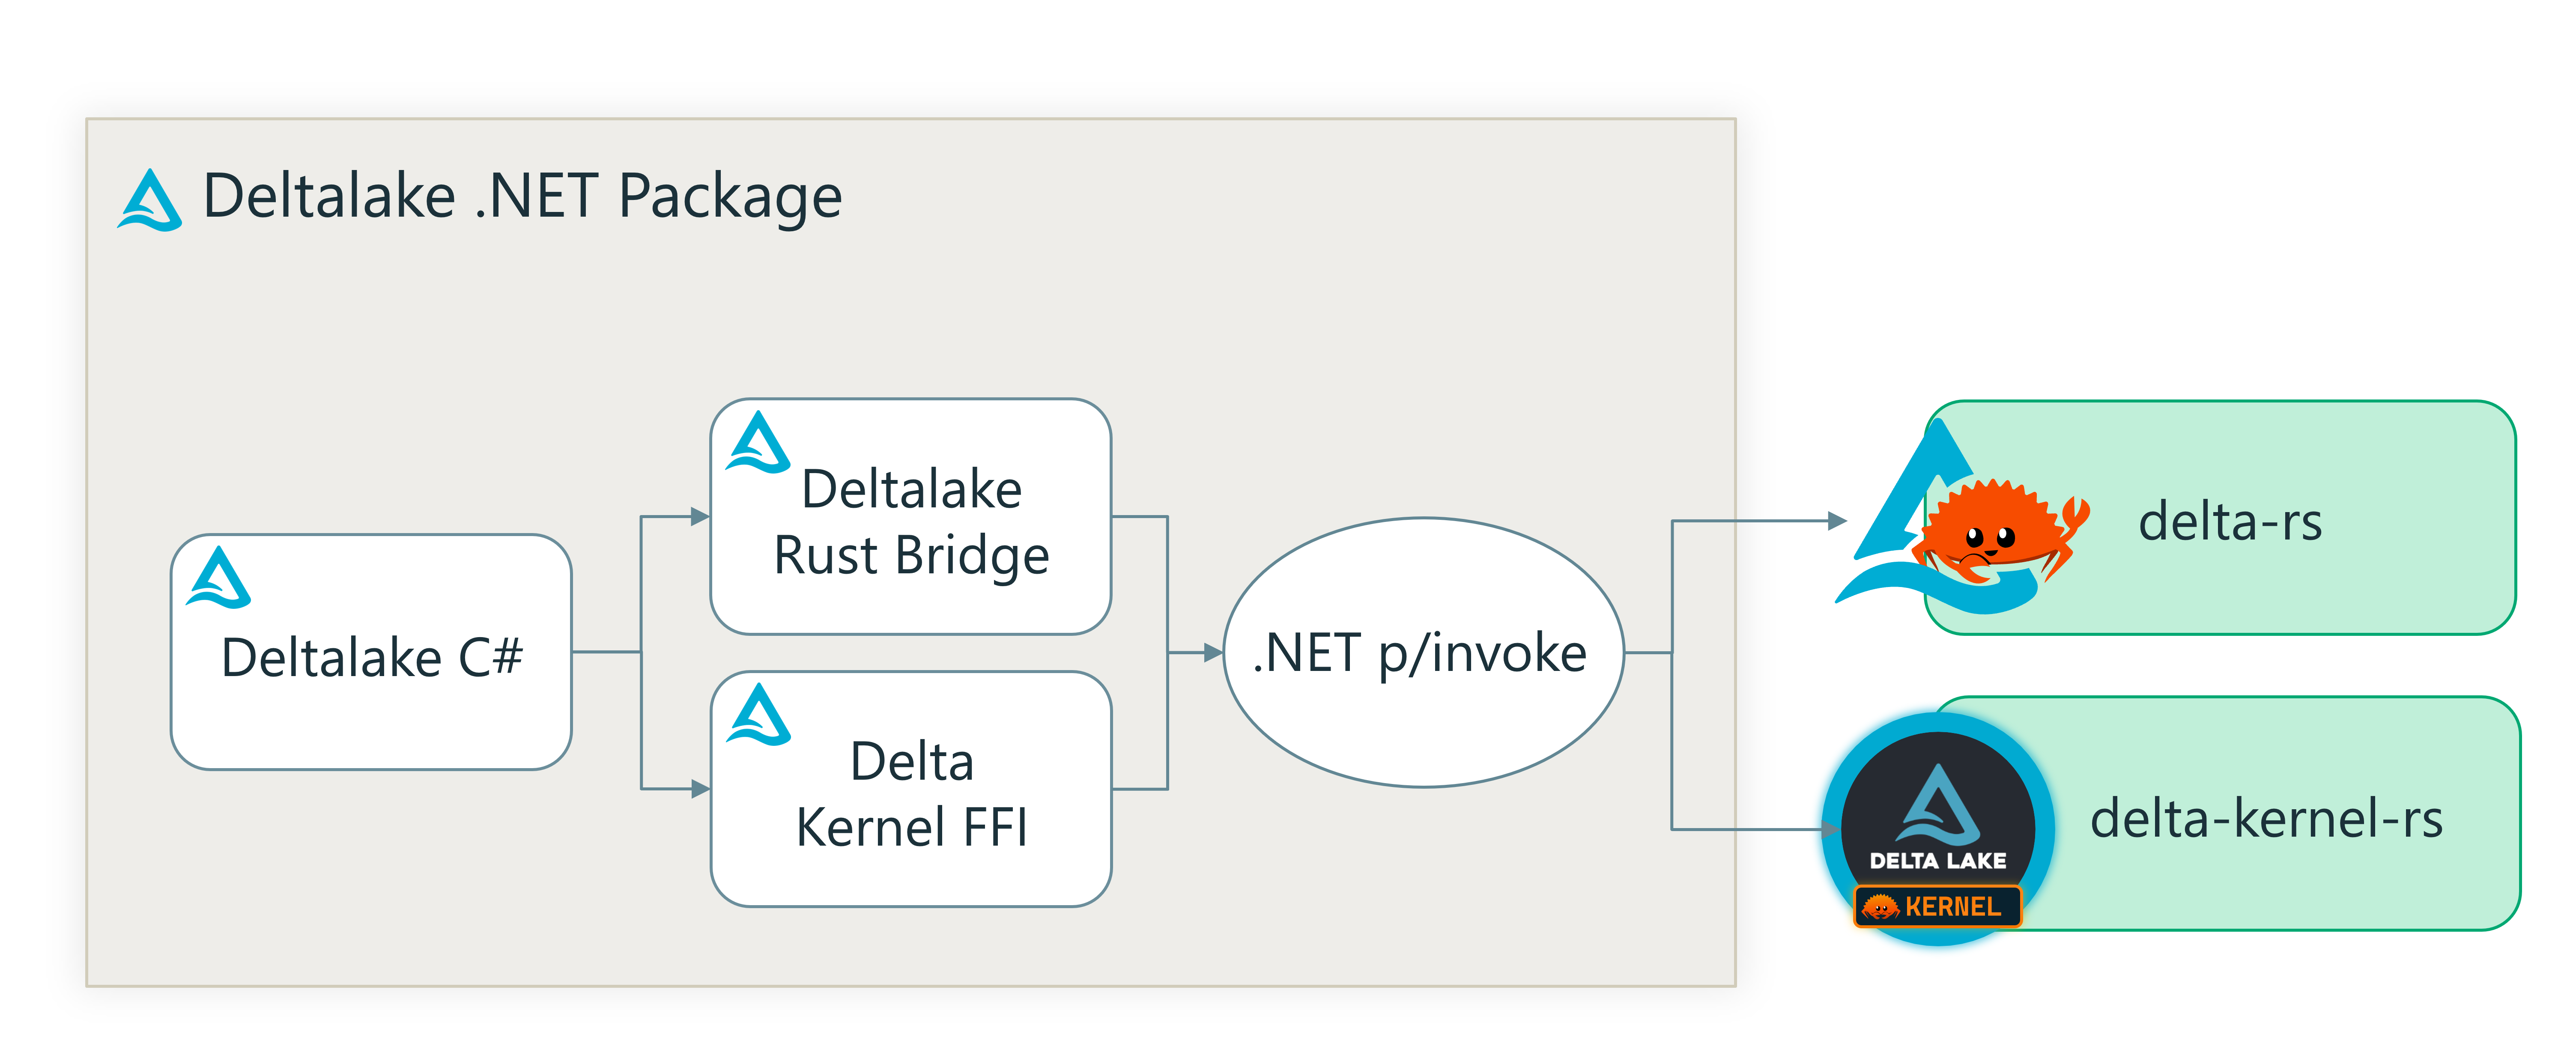 Deltalake .NET Package
Deltalake C#
Deltalake
Rust Bridge
Delta
Kernel FFI
.NET p/invoke
delta-rs
delta-kernel-rs
DELTA LAKE
KERNEL